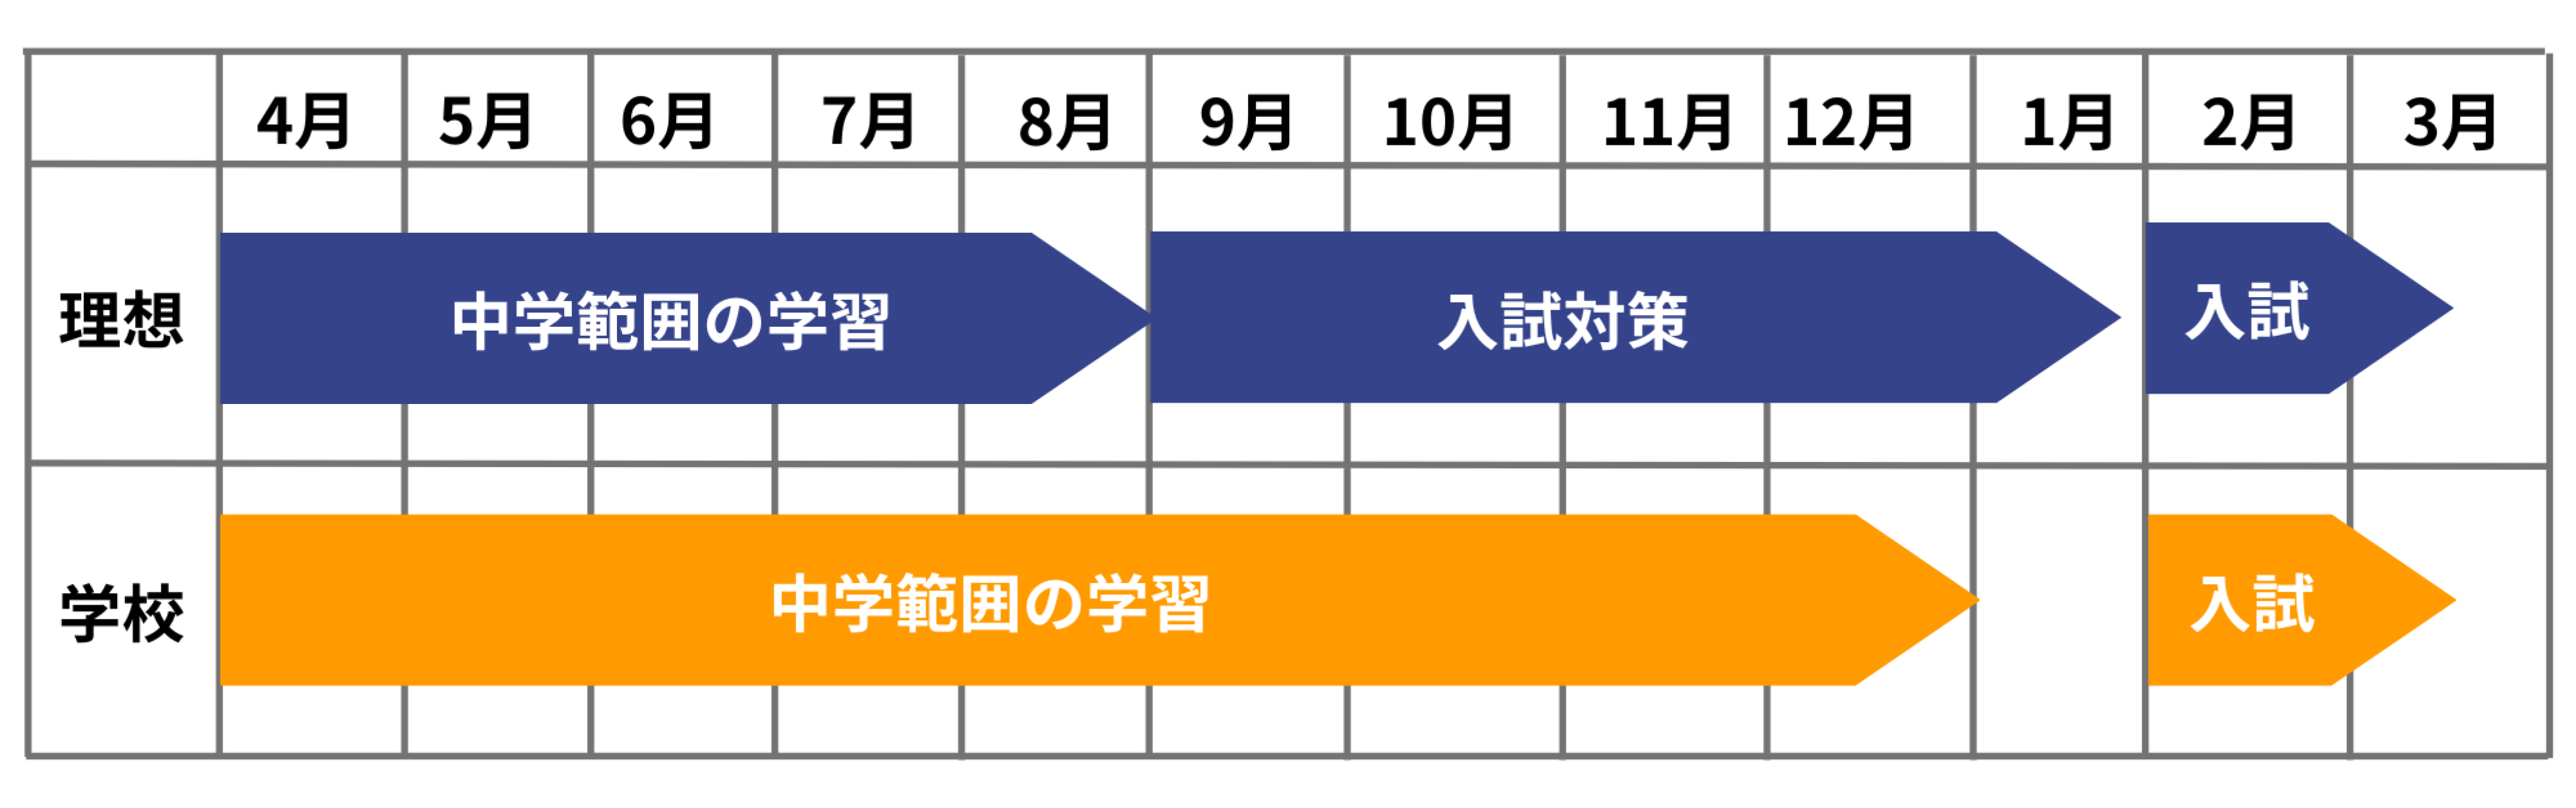 4月 5月 6月 7月 8月 9月 10月 11月 12月 1月 2月 3月
理想 中学範囲の学習 入試対策 入試
学校 中学範囲の学習 入試